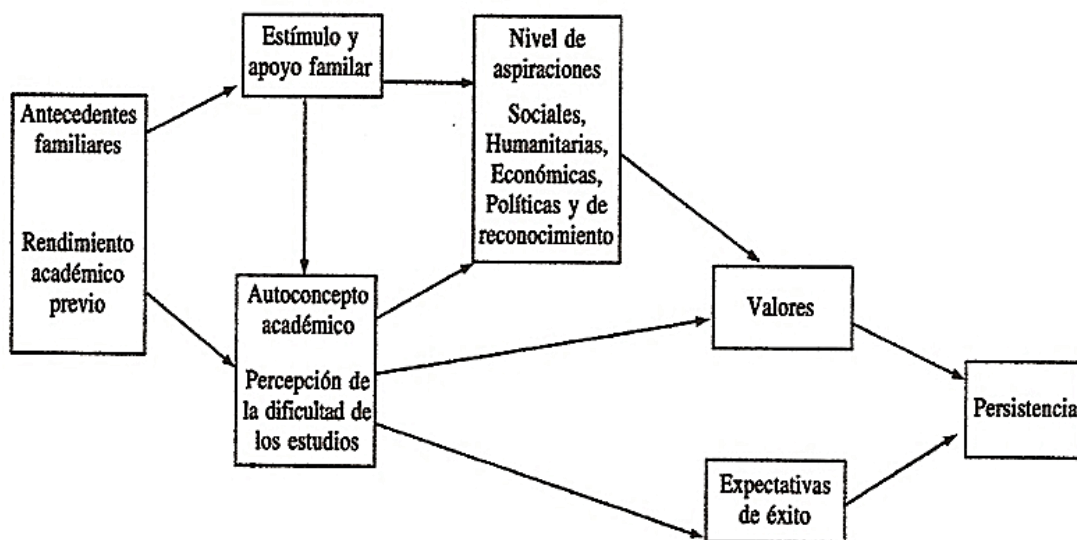 Estímulo y
apoyo familar
Nivel de
aspiraciones
Sociales,
Humanitarias,
Económicas,
Políticas y de
reconocimiento
Antecedentes
familiares
Rendimiento
académico
previo
Autoconcepto
académico
Percepción de
la dificultad de
los estudios
Valores
Persistencia
Expectativas
de éxito